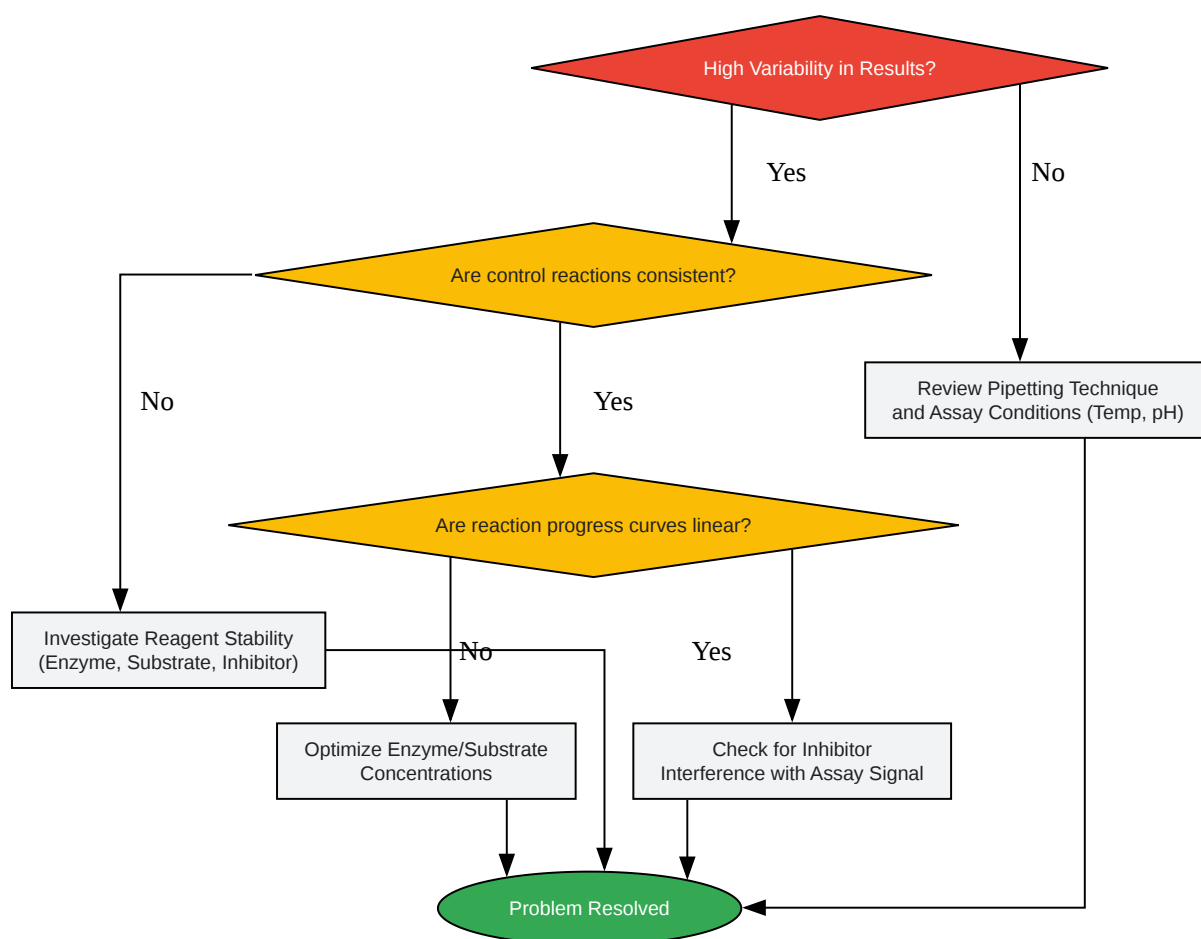 High Variability in Results?
Yes
No
Are control reactions consistent?
No
Yes
Review Pipetting Technique
and Assay Conditions (Temp, pH)
Are reaction progress curves linear?
Investigate Reagent Stability
(Enzyme, Substrate, Inhibitor)
No
Yes
Optimize Enzyme/Substrate
Concentrations
Check for Inhibitor
Interference with Assay Signal
Problem Resolved